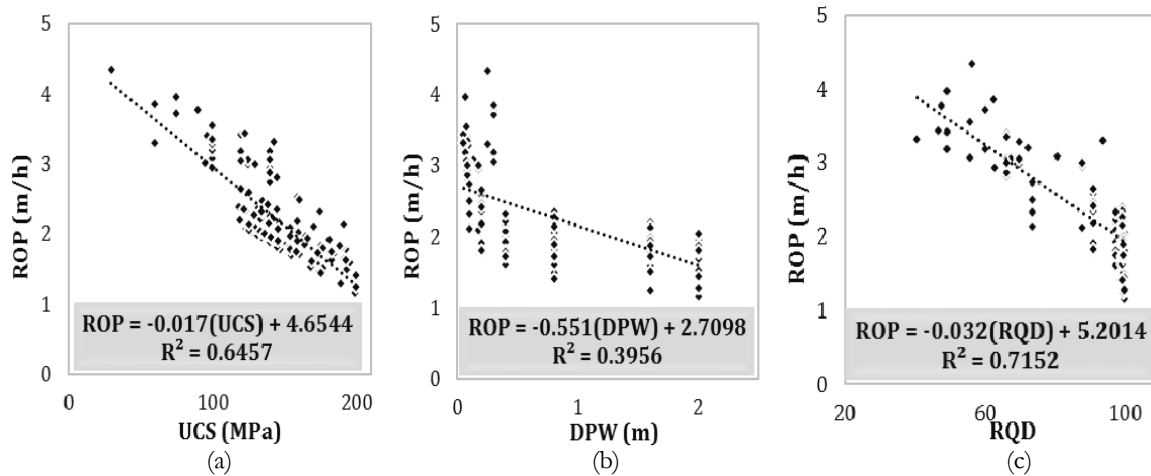 5
4
3
2
1
0
ROP (m/h)
ROP = -0.017(UCS) + 4.6544
R² = 0.6457
0 100 200
UCS (MPa)
(a)
5
4
3
2
1
0
ROP (m/h)
ROP = -0.551(DPW) + 2.7098
R² = 0.3956
0 1 2
DPW (m)
(b)
5
4
3
2
1
0
ROP (m/h)
ROP = -0.032(RQD) + 5.2014
R² = 0.7152
20 60 100
RQD
(c)